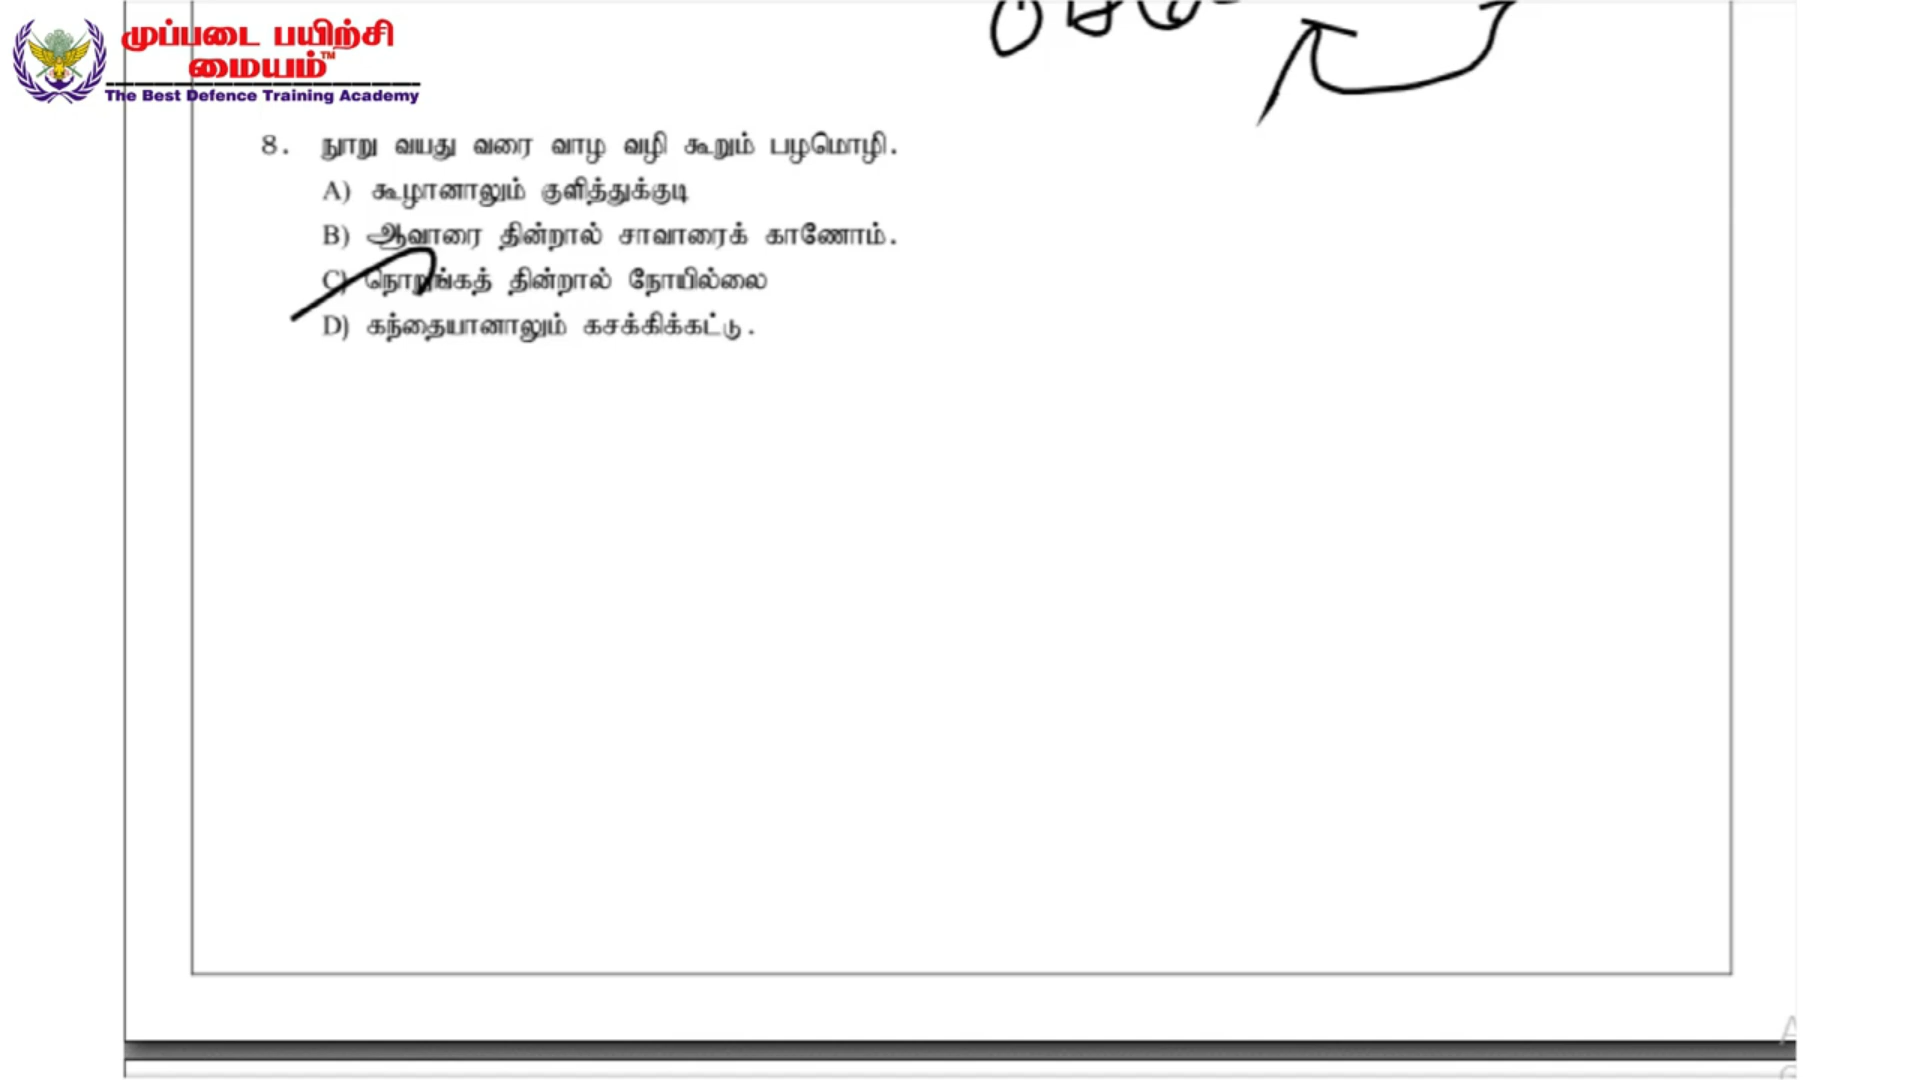 முப்படை பயிற்சி
மையம்™
The Best Defence Training Academy
8. நூறு வயது வரை வாழ வழி கூறும் பழமொழி.
A) கூழானாலும் குளித்துக்குடி
B) ஆவாரை தின்றால் சாவாரைக் காணோம்.
C) நொறுங்கத் தின்றால் நோயில்லை
D) கந்தையானாலும் கசக்கிக்கட்டு.